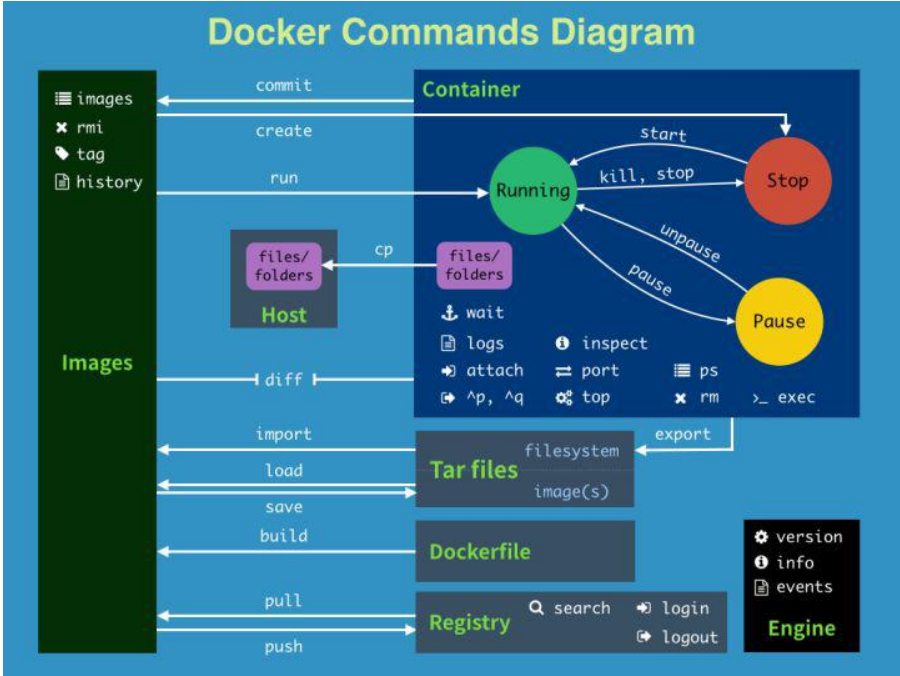 Docker Commands Diagram
images
rmi
tag
history
Images
commit
create
run
cp
files/
folders
Host
diff
import
load
save
build
pull
push
Container
start
Running
kill, stop
Stop
unpause
pause
Pause
files/
folders
wait
logs
inspect
attach
port
ps
^p, ^q
top
rm
>_ exec
export
Tar files
filesystem
image(s)
Dockerfile
Registry
search
login
logout
version
info
events
Engine